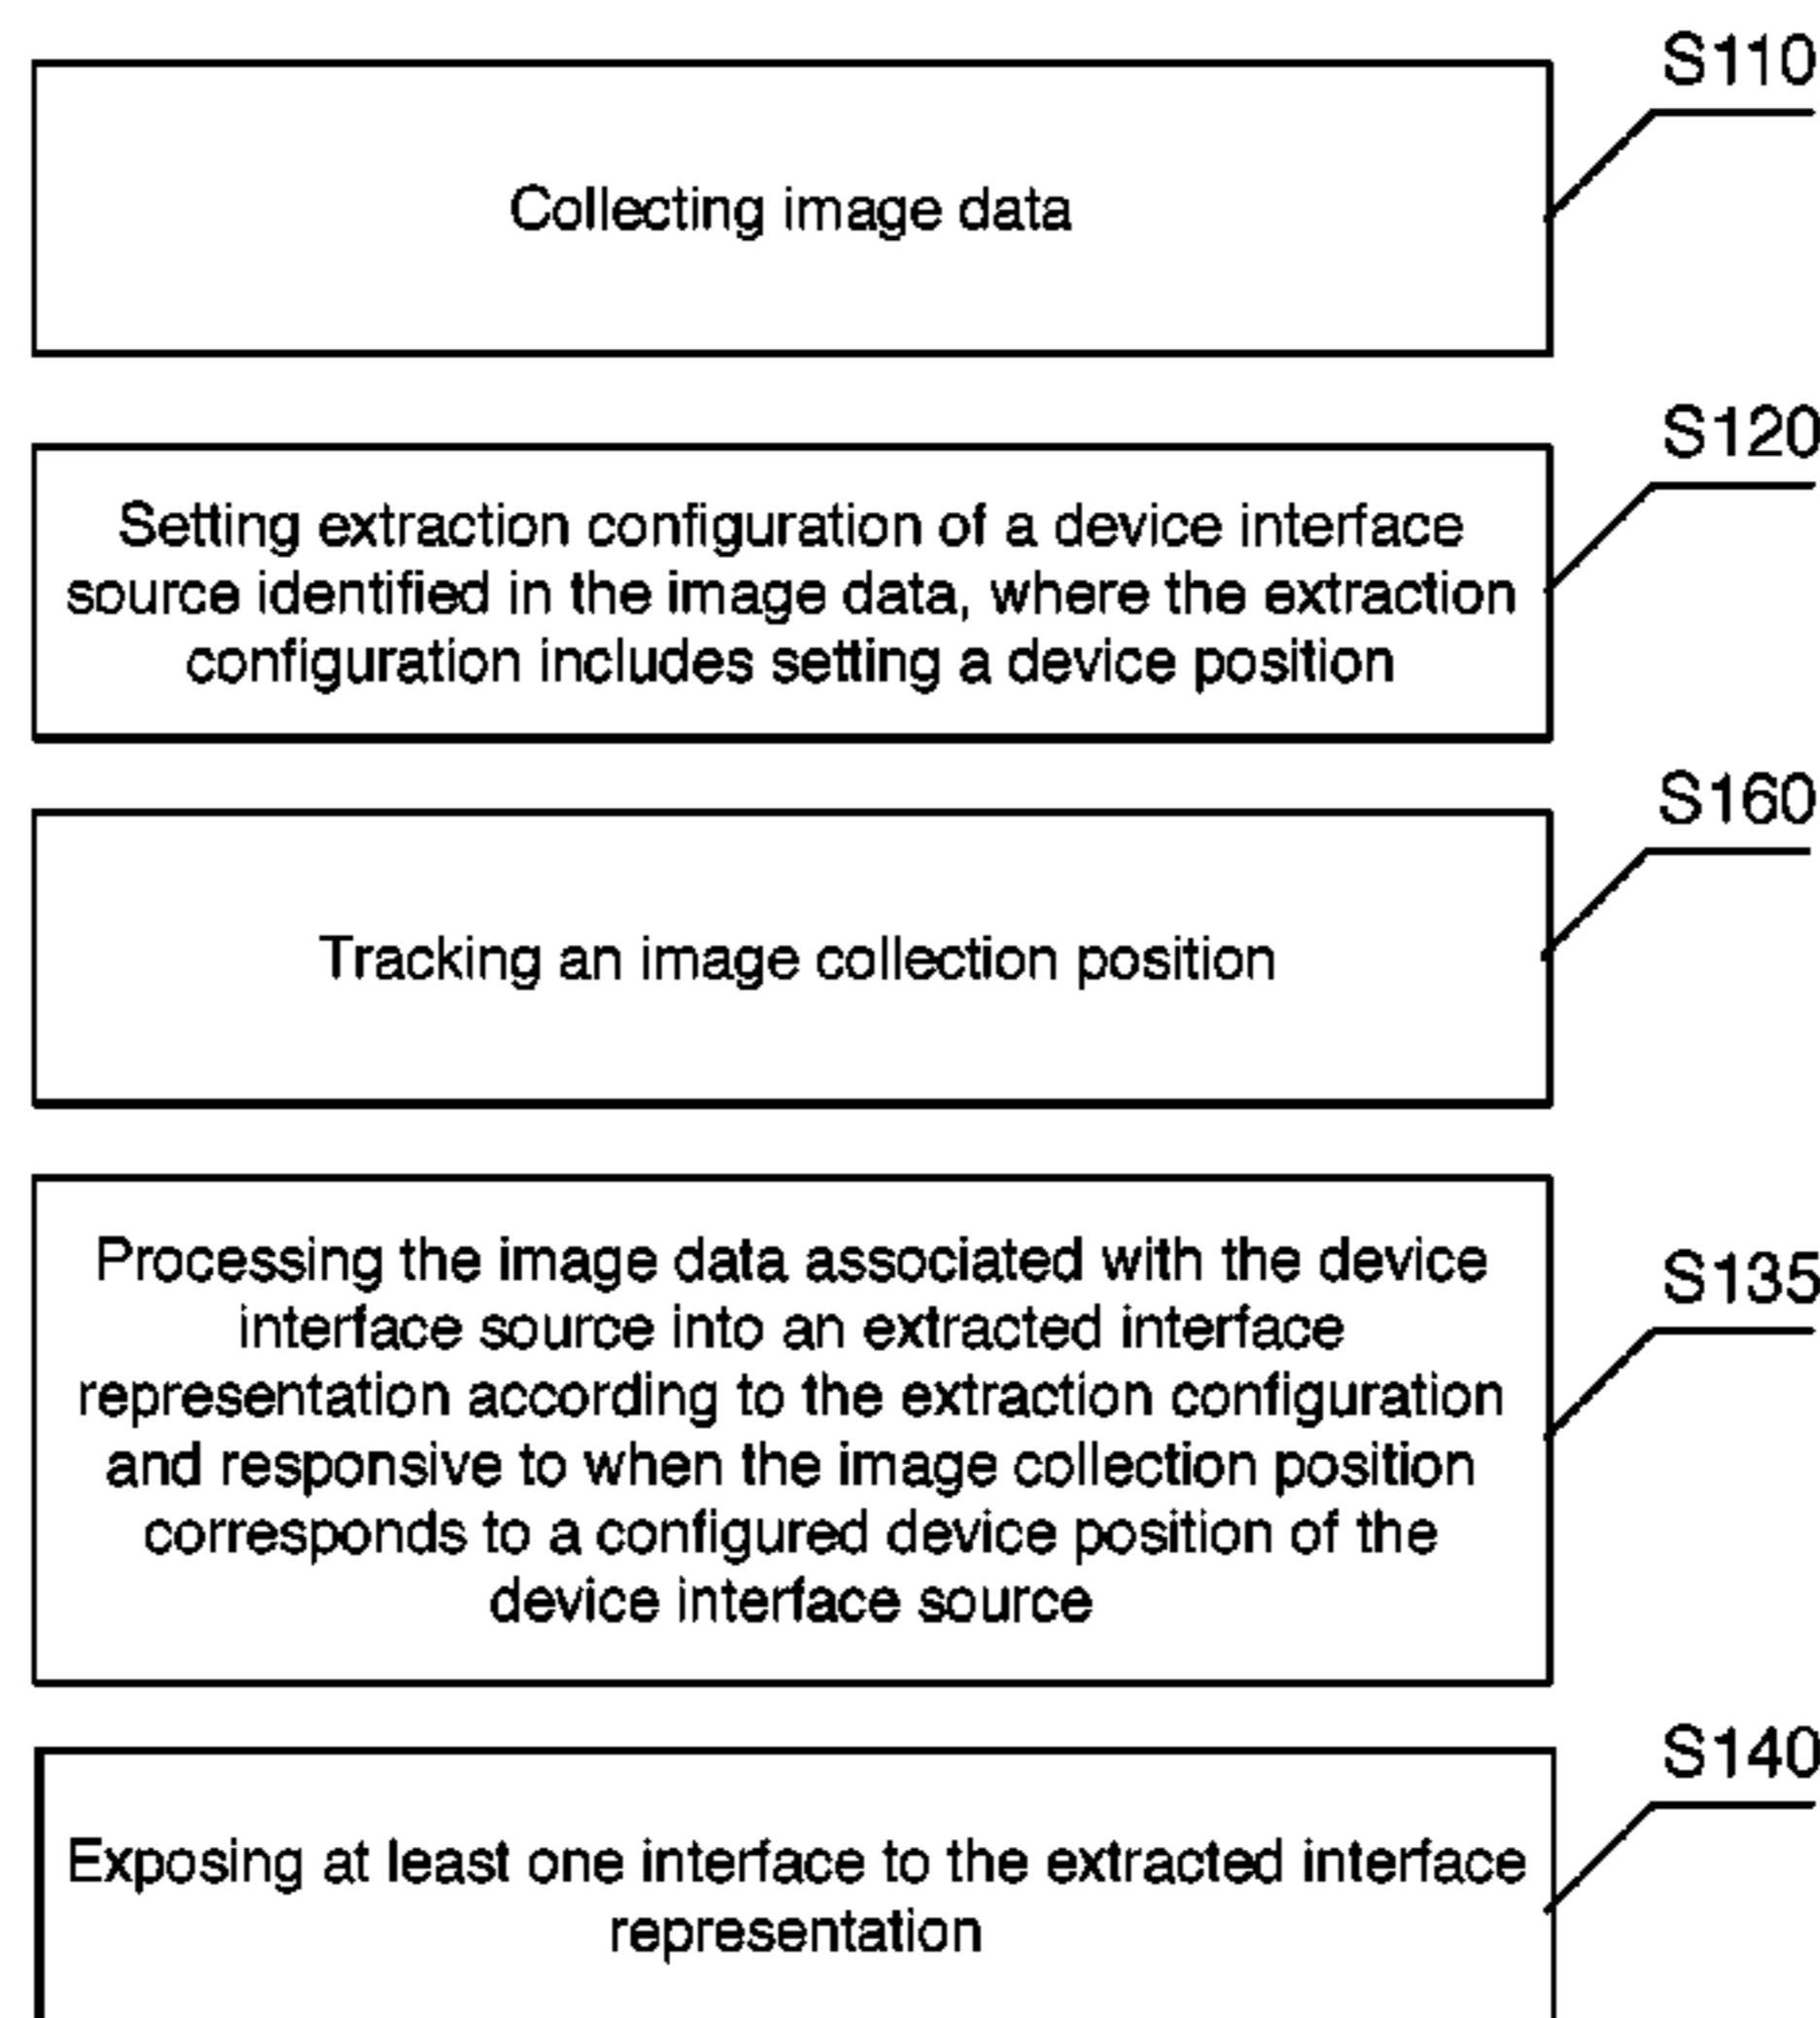 S110
Collecting image data
S120
Setting extraction configuration of a device interface
source identified in the image data, where the extraction
configuration includes setting a device position
S160
Tracking an image collection position
S135
Processing the image data associated with the device
interface source into an extracted interface
representation according to the extraction configuration
and responsive to when the image collection position
corresponds to a configured device position of the
device interface source
S140
Exposing at least one interface to the extracted interface
representation